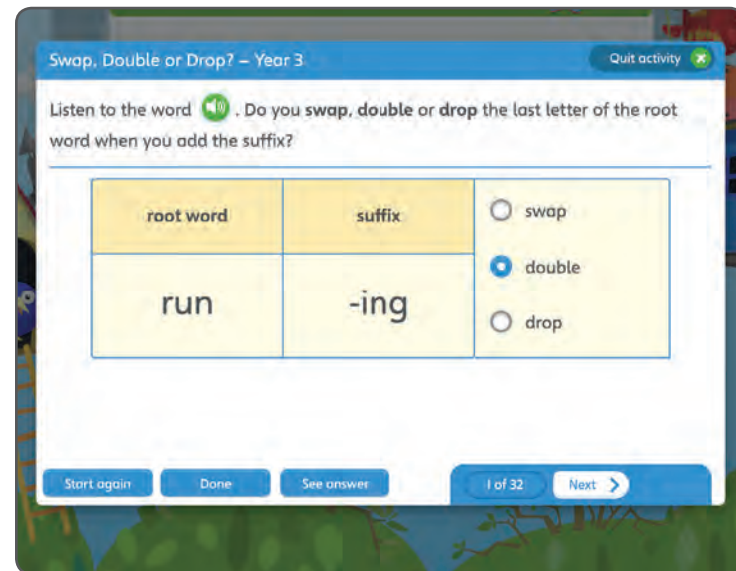 Swap, Double or Drop? – Year 3
Quit activity
Listen to the word . Do you swap, double or drop the last letter of the root
word when you add the suffix?
root word suffix
swap
double
run -ing
drop
Start again Done See answer 1 of 32 Next